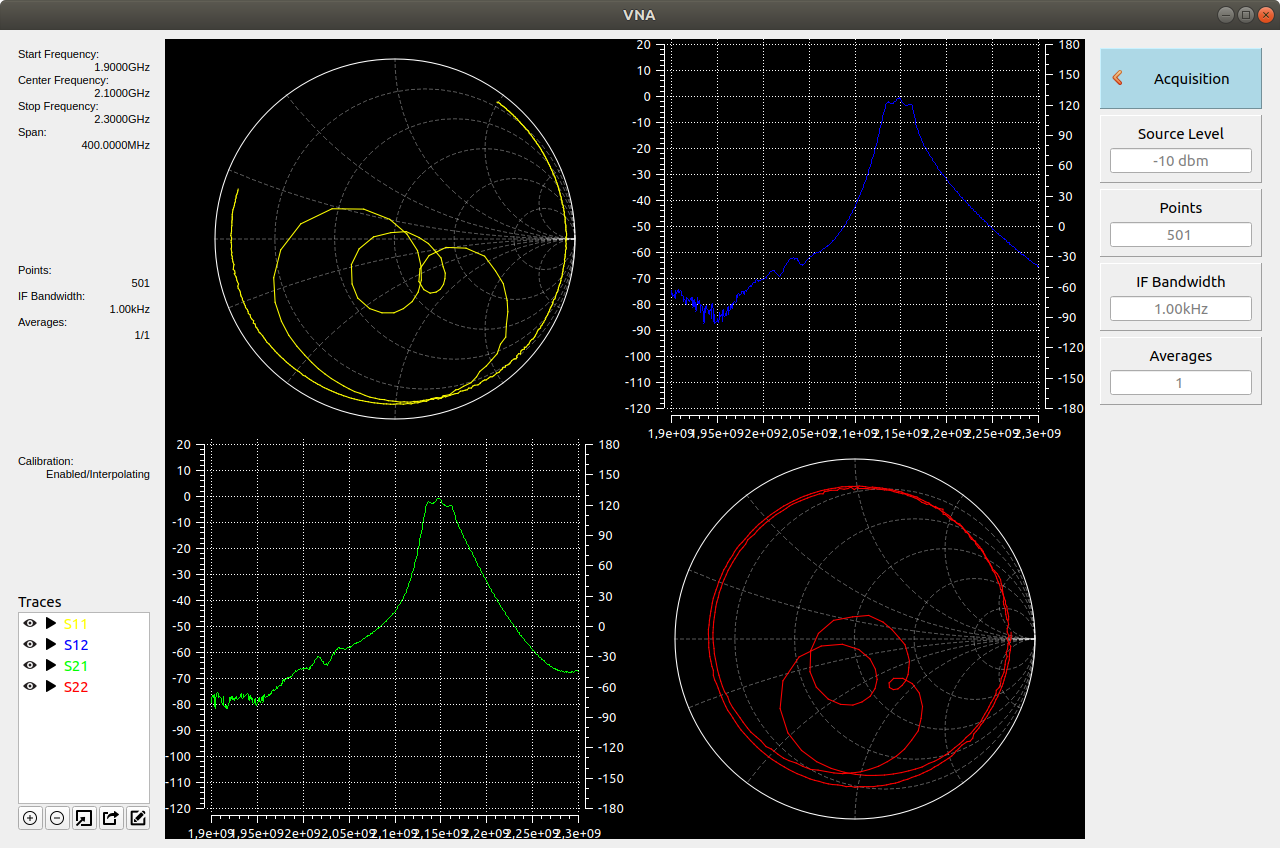 VNA
Start Frequency:
1.9000GHz
Center Frequency:
2.1000GHz
Stop Frequency:
2.3000GHz
Span:
400.0000MHz
Points:
501
IF Bandwidth:
1.00kHz
Averages:
1/1
Calibration:
Enabled/Interpolating
Traces
S11
S12
S21
S22
20
10
0
-10
-20
-30
-40
-50
-60
-70
-80
-90
-100
-110
-120
180
150
120
90
60
30
0
-30
-60
-90
-120
-150
-180
1,9e+09 1,95e+09 2e+09 2,05e+09 2,1e+09 2,15e+09 2,2e+09 2,25e+09 2,3e+09
20
10
0
-10
-20
-30
-40
-50
-60
-70
-80
-90
-100
-110
-120
180
150
120
90
60
30
0
-30
-60
-90
-120
-150
-180
1,9e+09 1,95e+09 2e+09 2,05e+09 2,1e+09 2,15e+09 2,2e+09 2,25e+09 2,3e+09
Acquisition
Source Level
-10 dbm
Points
501
IF Bandwidth
1.00kHz
Averages
1